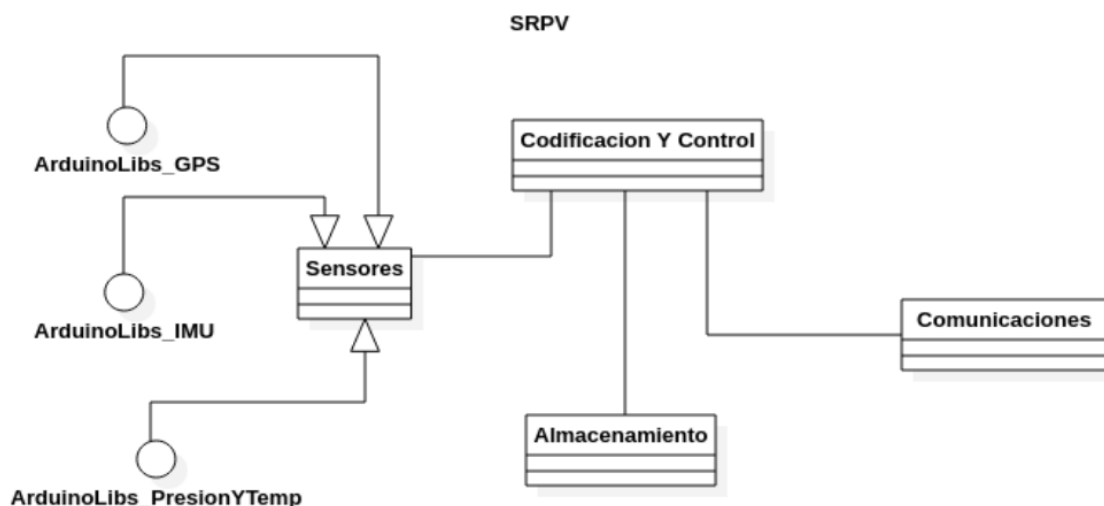 SRPV
ArduinoLibs_GPS
Codificacion Y Control
Sensores
ArduinoLibs_IMU
Comunicaciones
Almacenamiento
ArduinoLibs_PresionYTemp